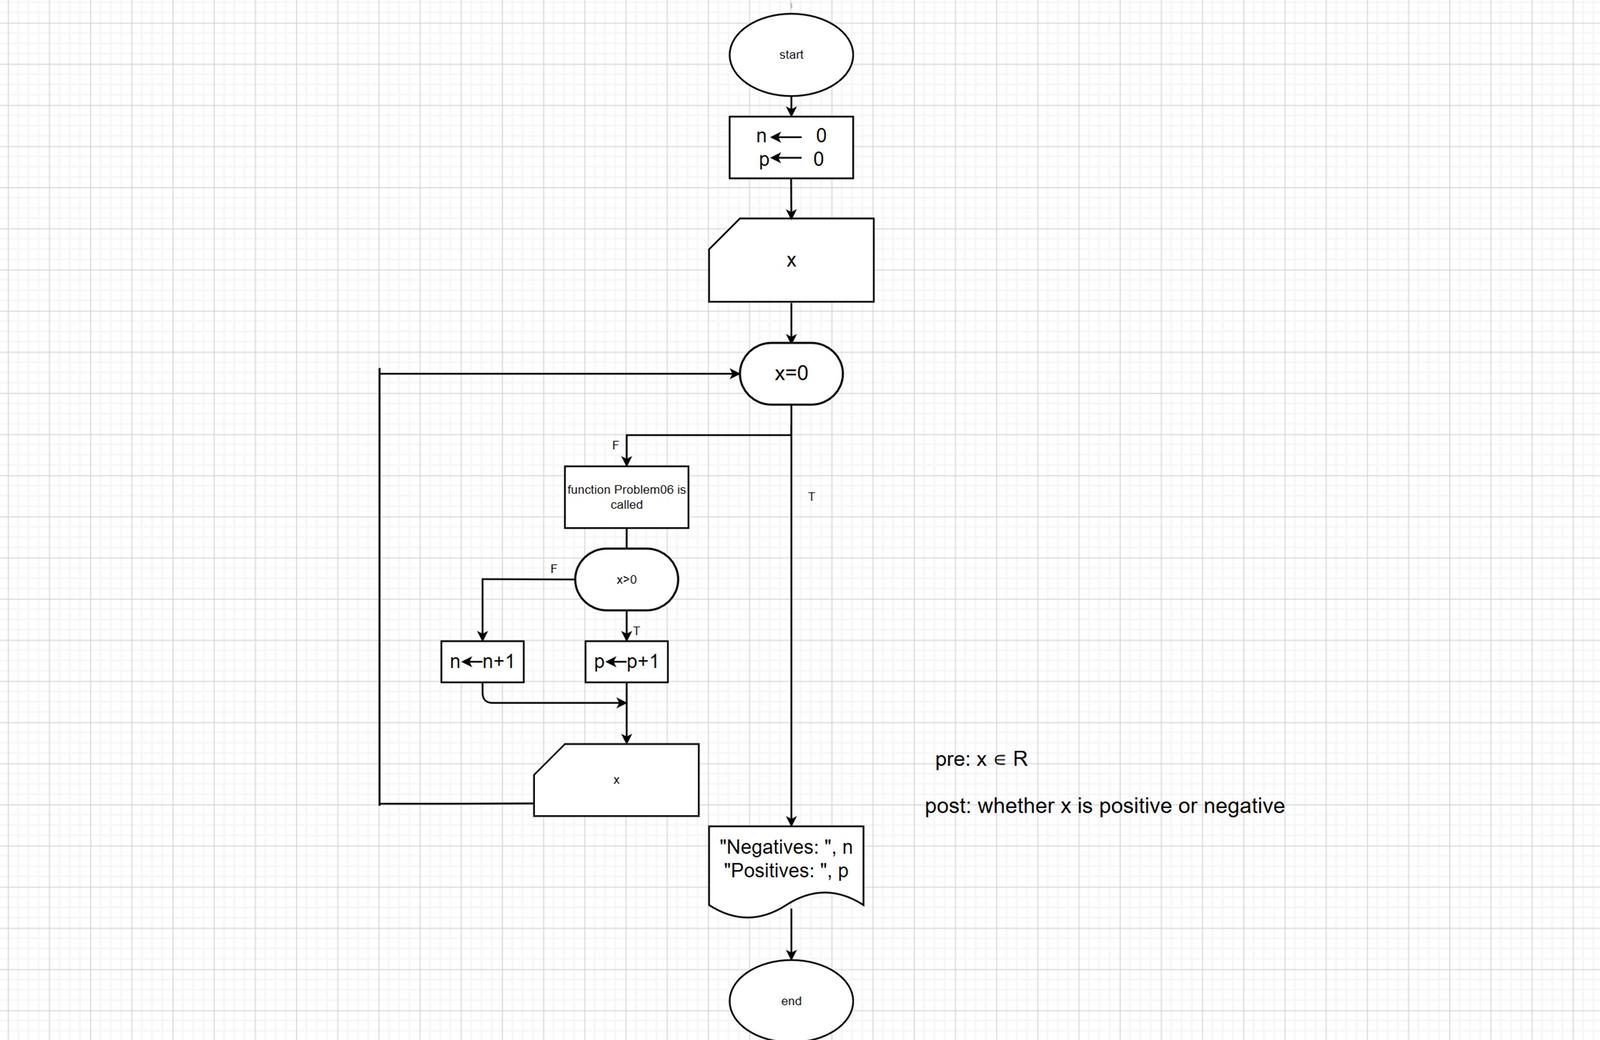 start
n 0
p 0
x
x=0
F
function Problem06 is
called
T
F
x>0
T
n n+1
p p+1
pre: x ∈ R
x
post: whether x is positive or negative
"Negatives: ", n
"Positives: ", p
end